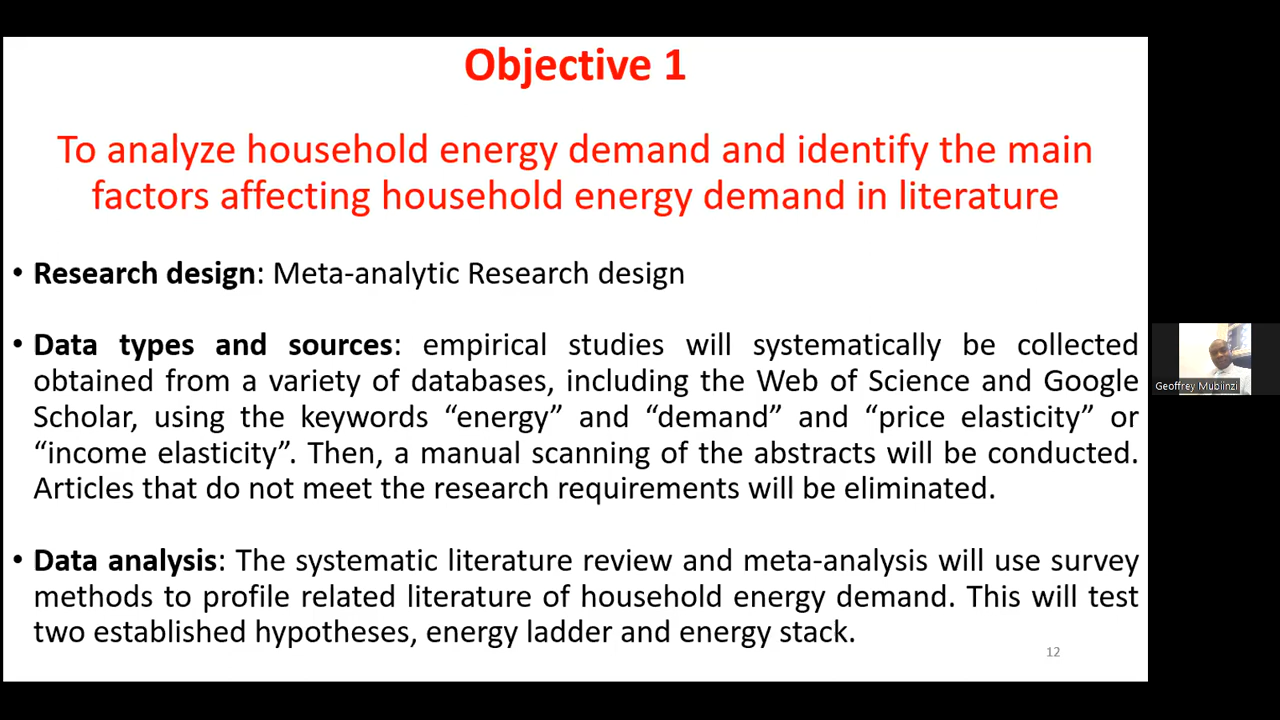 Objective 1
To analyze household energy demand and identify the main
factors affecting household energy demand in literature
• Research design: Meta-analytic Research design
• Data types and sources: empirical studies will systematically be collected
obtained from a variety of databases, including the Web of Science and Google
Scholar, using the keywords “energy” and “demand” and “price elasticity” or
“income elasticity”. Then, a manual scanning of the abstracts will be conducted.
Articles that do not meet the research requirements will be eliminated.
• Data analysis: The systematic literature review and meta-analysis will use survey
methods to profile related literature of household energy demand. This will test
two established hypotheses, energy ladder and energy stack.
12
Geoffrey Mubiinzi